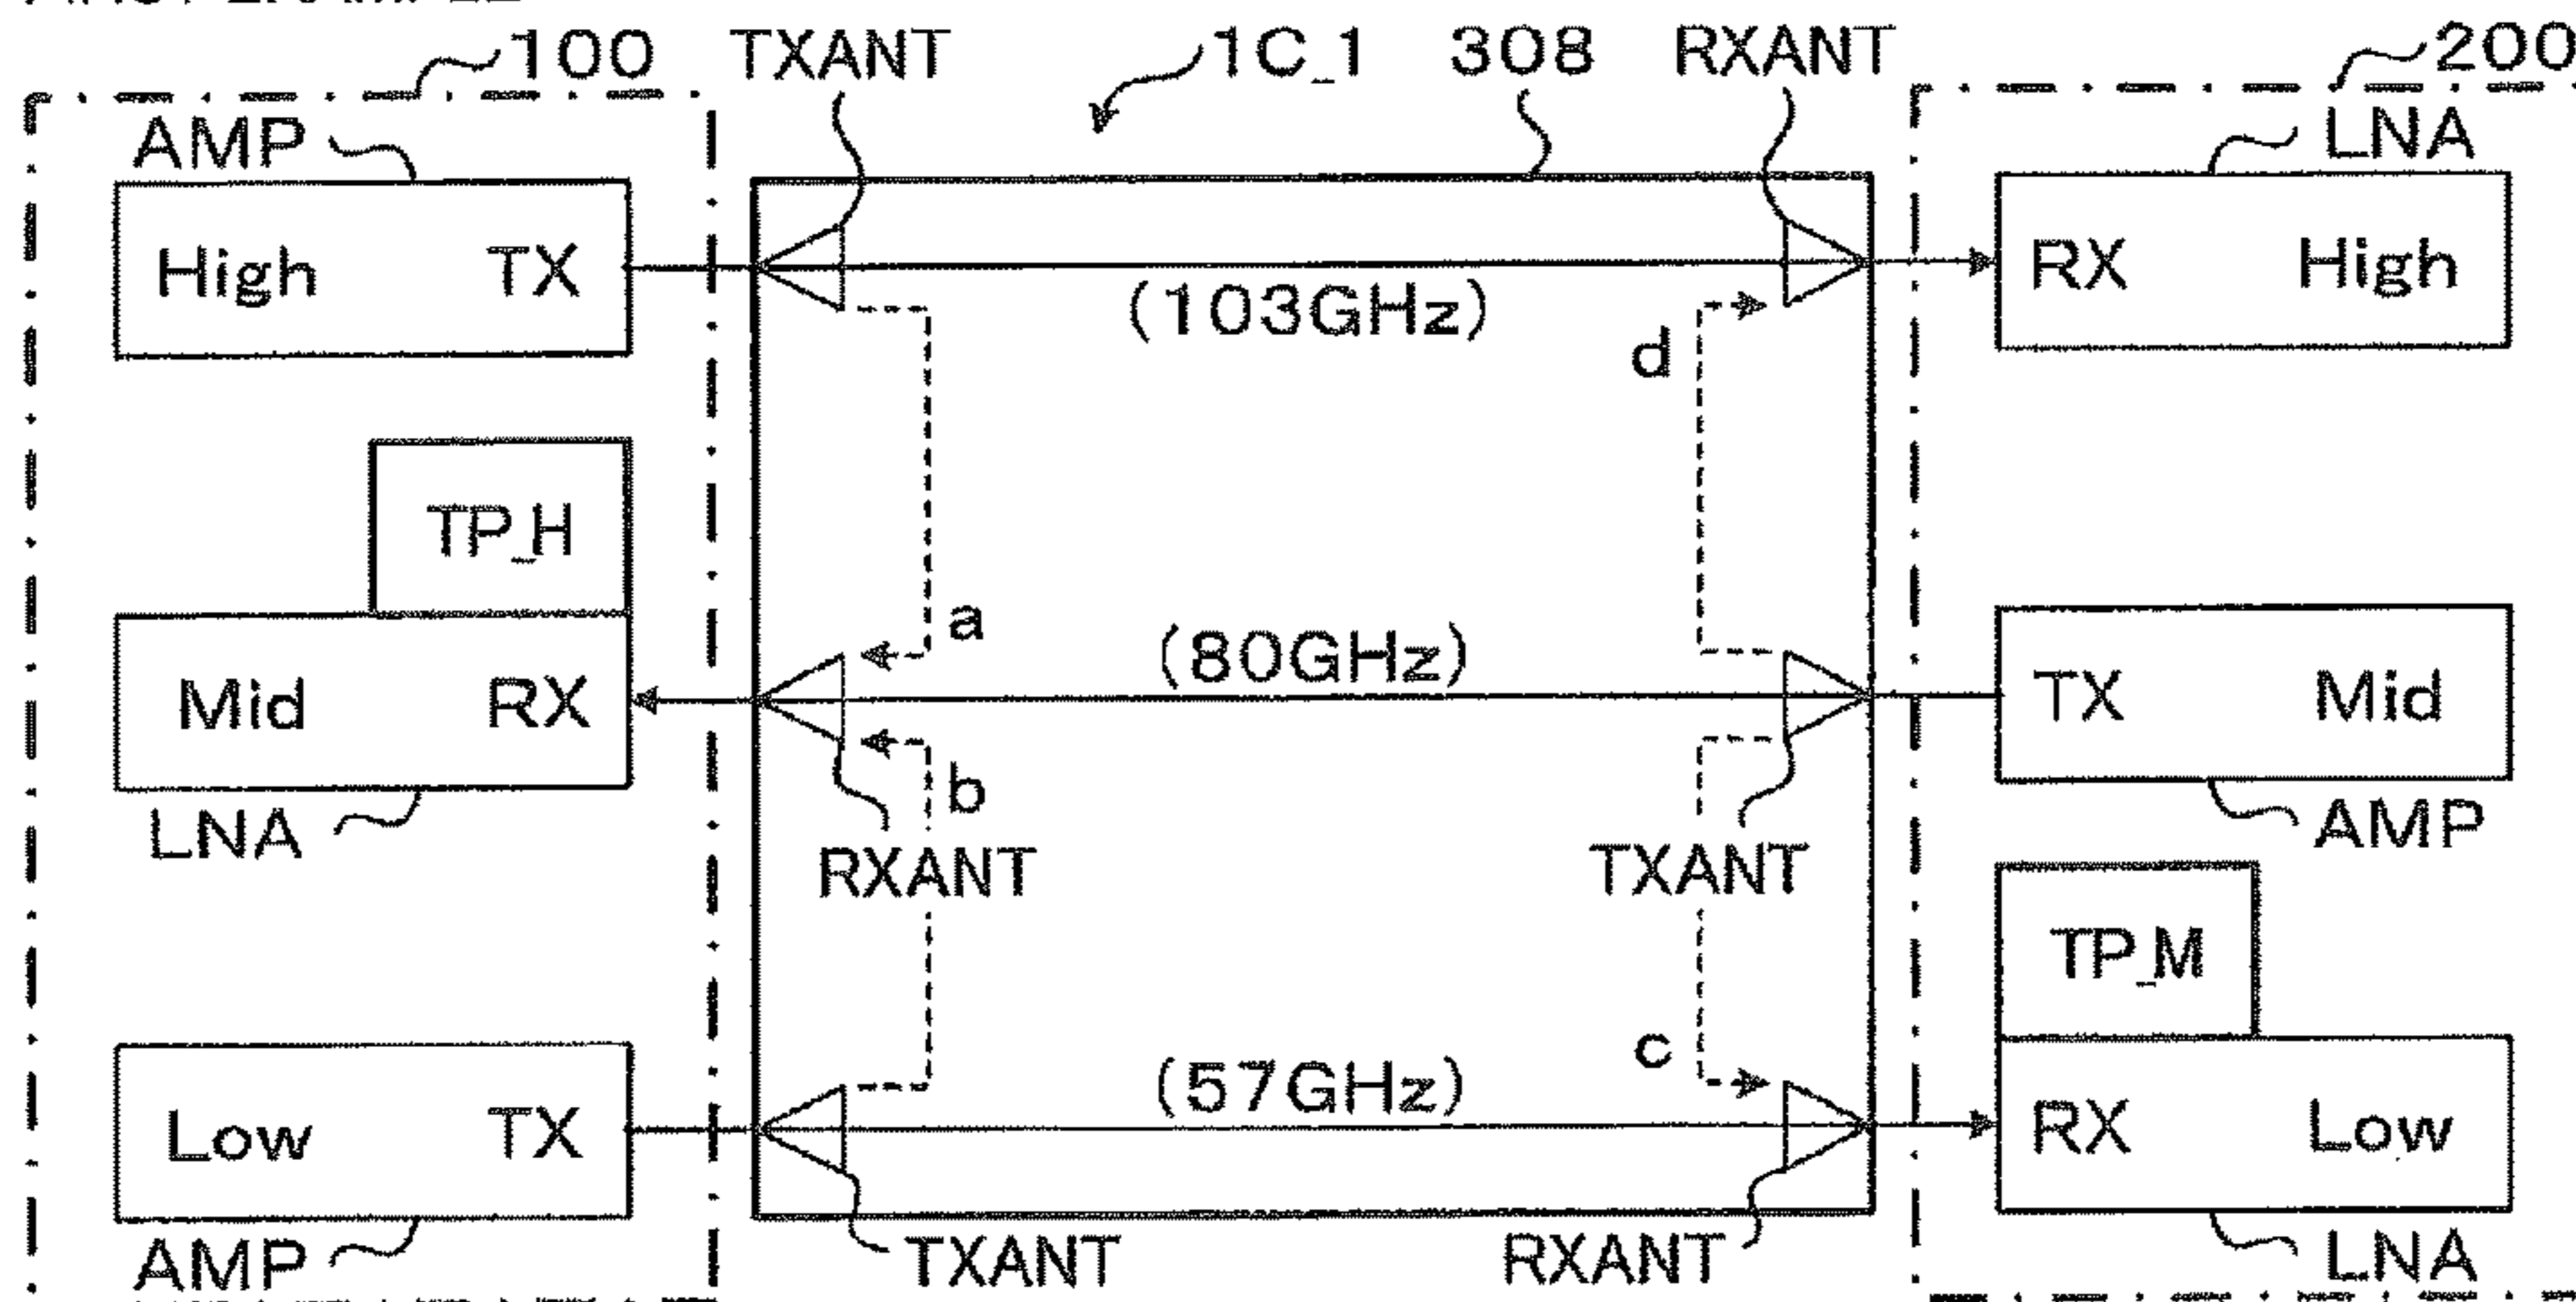 100 TXANT 1C_1 308 RXANT 200
AMP LNA
High TX RX High
(103GHz)
d
TP_H
a (80GHz)
Mid RX TX Mid
b
LNA RXANT TXANT AMP
TP_M
c
(57GHz)
Low TX RX Low
AMP TXANT RXANT LNA